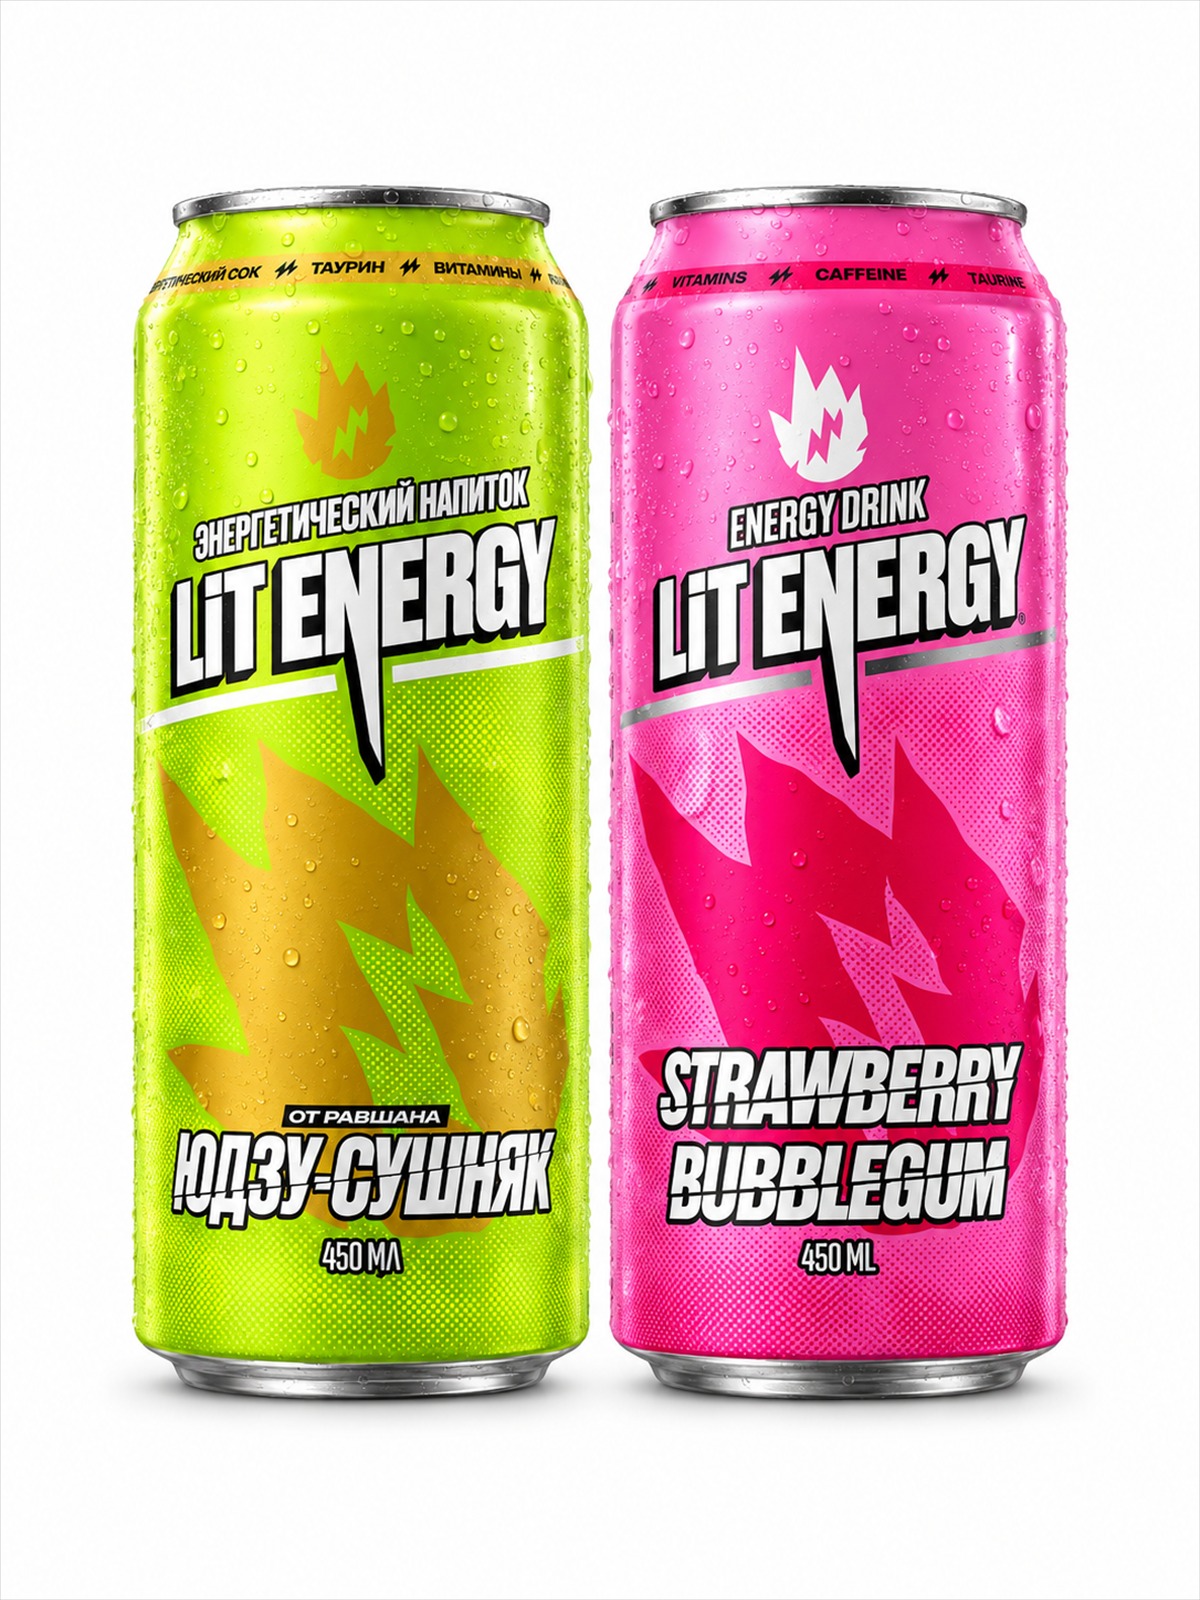 ЭНЕРГЕТИЧЕСКИЙ СОК ТАУРИН ВИТАМИНЫ
ЭНЕРГЕТИЧЕСКИЙ НАПИТОК
LiT ENERGY
ОТ РАВШАНА
ЮДЗУ-СУШНЯК
450 МЛ
VITAMINS CAFFEINE TAURINE
ENERGY DRINK
LiT ENERGY®
STRAWBERRY
BUBBLEGUM
450 ML